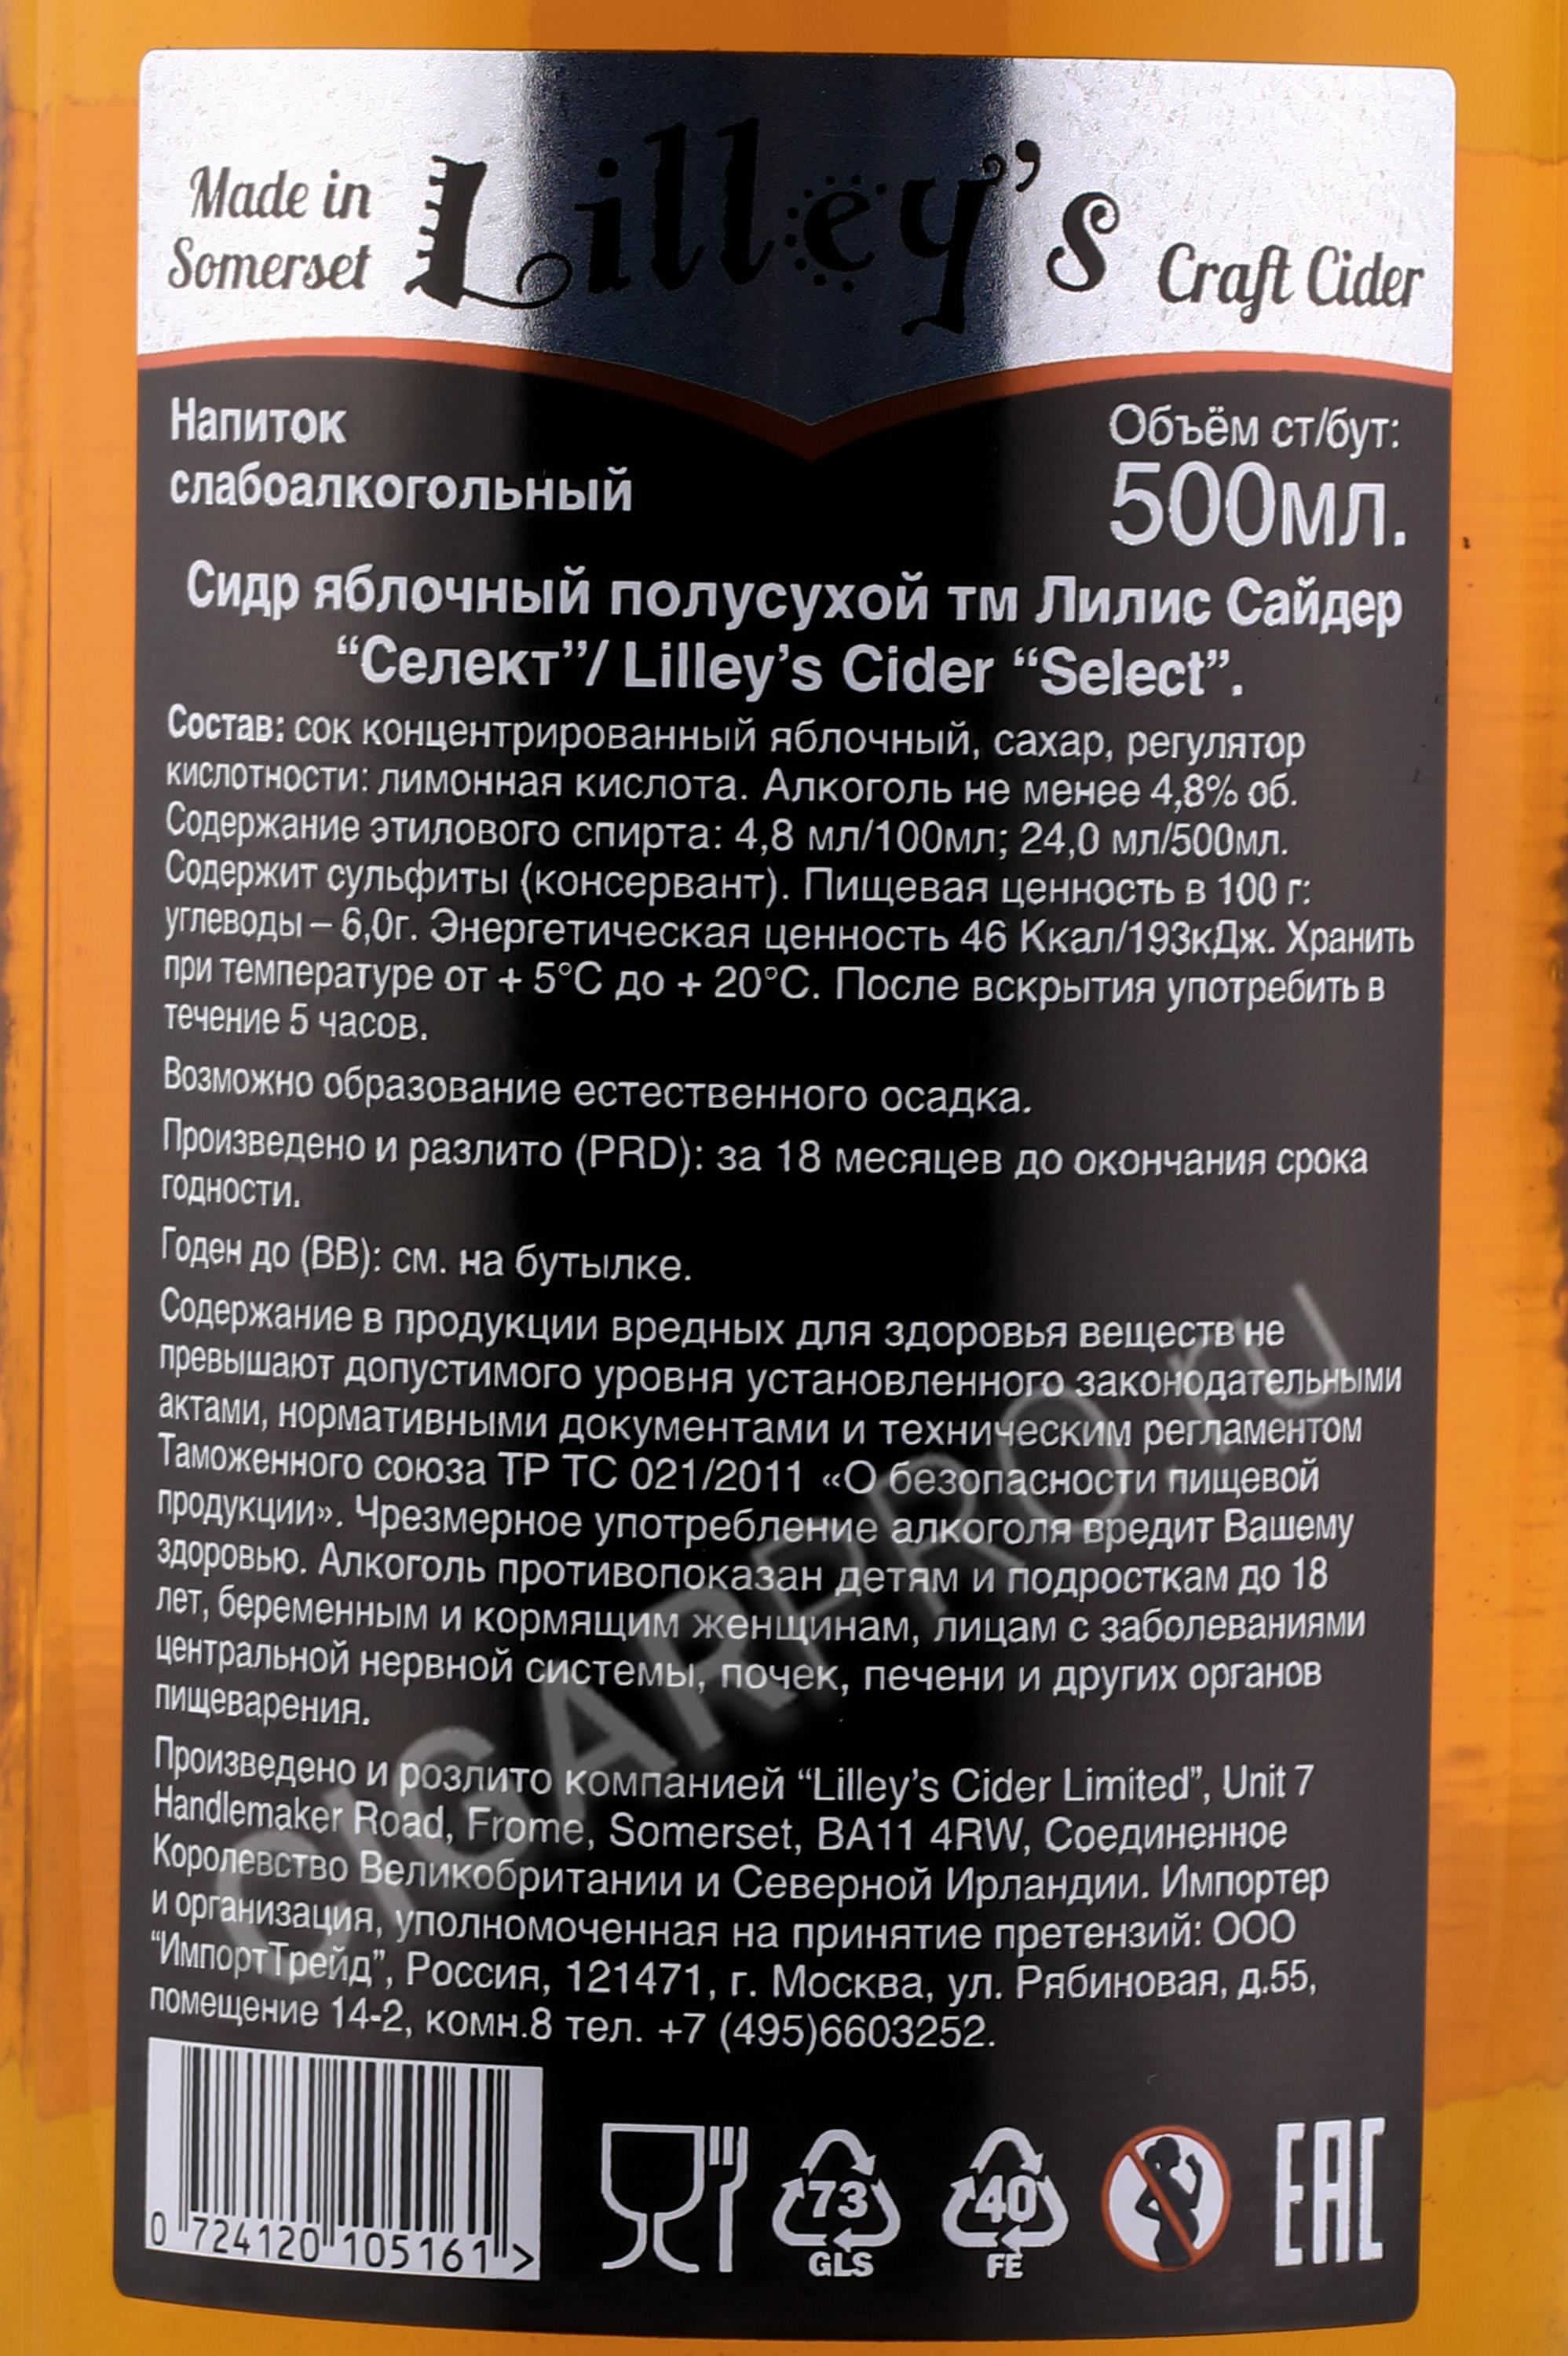 Made in
Somerset
Lilley's
Craft Cider
Напиток
слабоалкогольный
Объём ст/бут:
500мл.
Сидр яблочный полусухой тм Лилис Сайдер
“Селект”/ Lilley’s Cider “Select”.
Состав: сок концентрированный яблочный, сахар, регулятор
кислотности: лимонная кислота. Алкоголь не менее 4,8% об.
Содержание этилового спирта: 4,8 мл/100мл; 24,0 мл/500мл.
Содержит сульфиты (консервант). Пищевая ценность в 100 г:
углеводы – 6,0г. Энергетическая ценность 46 Ккал/193кДж. Хранить
при температуре от + 5°С до + 20°С. После вскрытия употребить в
течение 5 часов.
Возможно образование естественного осадка.
Произведено и разлито (PRD): за 18 месяцев до окончания срока
годности.
Годен до (BB): см. на бутылке.
Содержание в продукции вредных для здоровья веществ не
превышают допустимого уровня установленного законодательными
актами, нормативными документами и техническим регламентом
Таможенного союза ТР ТС 021/2011 «О безопасности пищевой
продукции». Чрезмерное употребление алкоголя вредит Вашему
здоровью. Алкоголь противопоказан детям и подросткам до 18
лет, беременным и кормящим женщинам, лицам с заболеваниями
центральной нервной системы, почек, печени и других органов
пищеварения.
Произведено и розлито компанией “Lilley’s Cider Limited”, Unit 7
Handlemaker Road, Frome, Somerset, BA11 4RW, Соединенное
Королевство Великобритании и Северной Ирландии. Импортер
и организация, уполномоченная на принятие претензий: ООО
“ИмпортТрейд”, Россия, 121471, г. Москва, ул. Рябиновая, д.55,
помещение 14-2, комн.8 тел. +7 (495)6603252.
0 724120 105161 >
73
GLS
40
FE
EAC
CIGARPRO.ru